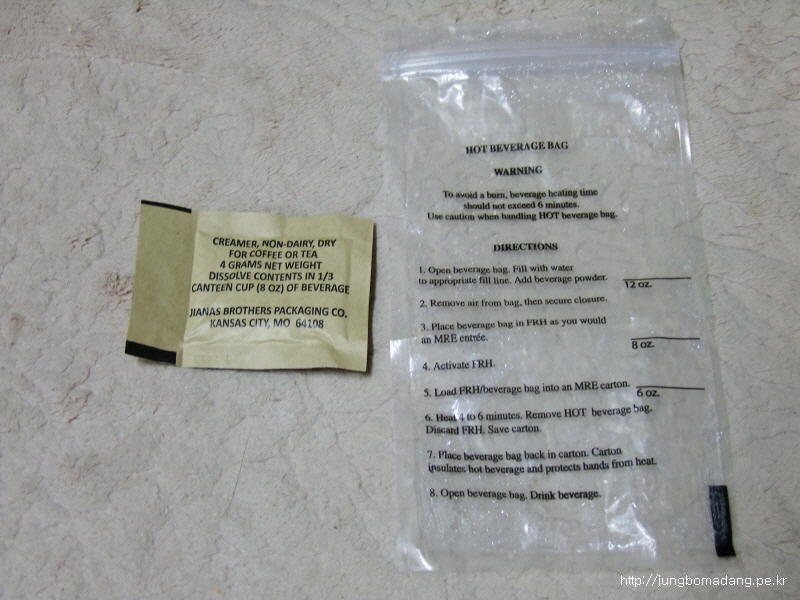 CREAMER, NON-DAIRY, DRY
FOR COFFEE OR TEA
4 GRAMS NET WEIGHT
DISSOLVE CONTENTS IN 1/3
CANTEEN CUP (8 OZ) OF BEVERAGE
JIANAS BROTHERS PACKAGING CO.
KANSAS CITY, MO 64108
HOT BEVERAGE BAG
WARNING
To avoid a burn, beverage heating time
should not exceed 6 minutes.
Use caution when handling HOT beverage bag.
DIRECTIONS
1. Open beverage bag. Fill with water
to appropriate fill line. Add beverage powder.
12 oz.
2. Remove air from bag, then secure closure.
3. Place beverage bag in FRH as you would
an MRE entrée.
8 oz.
4. Activate FRH.
5. Load FRH/beverage bag into an MRE carton.
6 oz.
6. Heat 4 to 6 minutes. Remove HOT beverage bag.
Discard FRH. Save carton.
7. Place beverage bag back in carton. Carton
insulates hot beverage and protects hands from heat.
8. Open beverage bag. Drink beverage.
http://jungbomadang.pe.kr